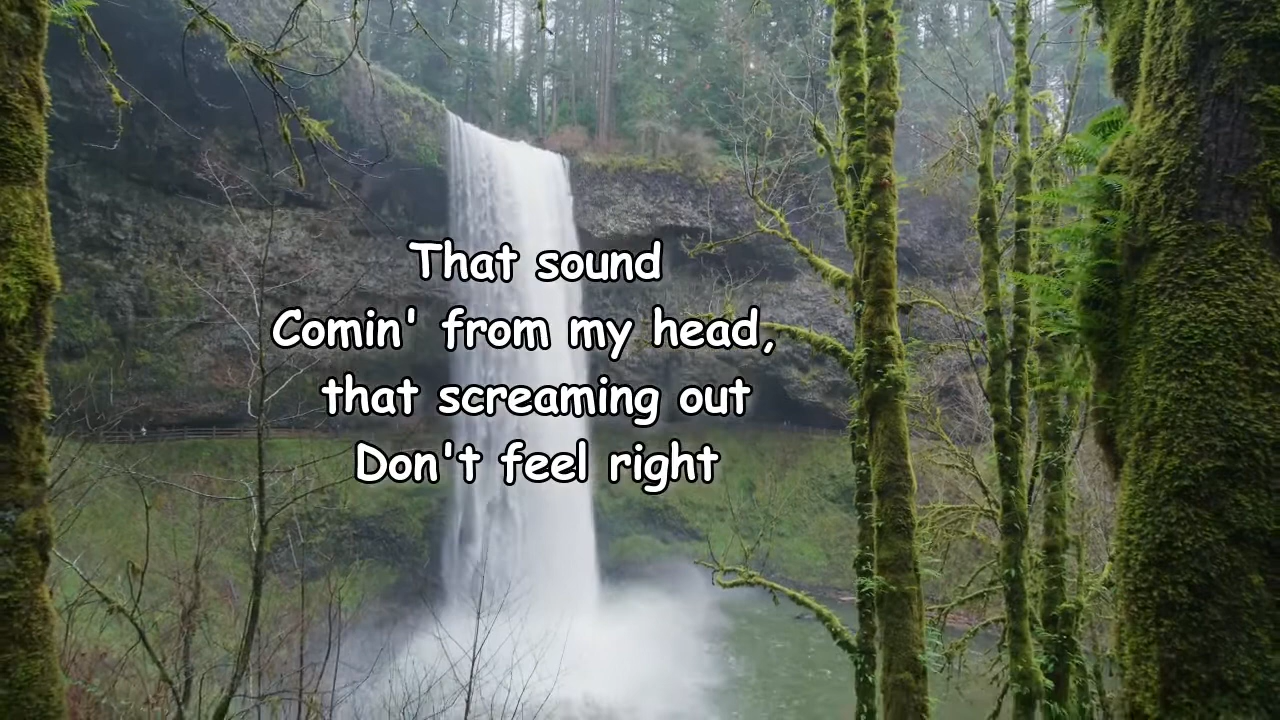 That sound
Comin' from my head,
that screaming out
Don't feel right